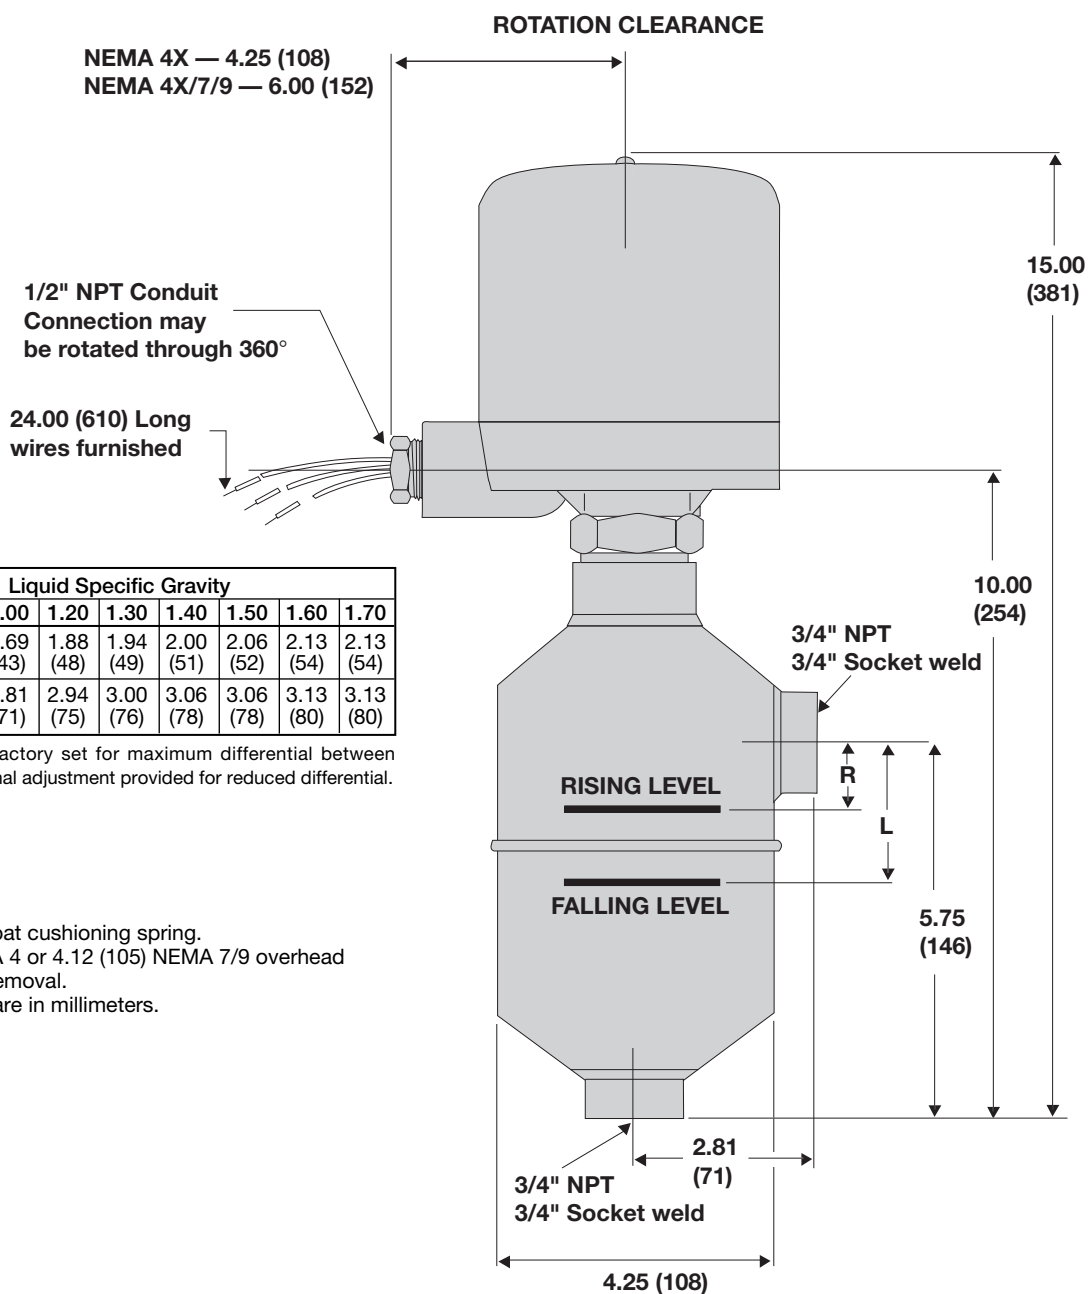 ROTATION CLEARANCE
NEMA 4X — 4.25 (108)
NEMA 4X/7/9 — 6.00 (152)
15.00
(381)
1/2" NPT Conduit
Connection may
be rotated through 360°
24.00 (610) Long
wires furnished
10.00
(254)
Liquid Specific Gravity
.00 1.20 1.30 1.40 1.50 1.60 1.70
.69 1.88 1.94 2.00 2.06 2.13 2.13
43) (48) (49) (51) (52) (54) (54)
.81 2.94 3.00 3.06 3.06 3.13 3.13
71) (75) (76) (78) (78) (80) (80)
actory set for maximum differential between
nal adjustment provided for reduced differential.
3/4" NPT
3/4" Socket weld
R
L
RISING LEVEL
FALLING LEVEL
5.75
(146)
oat cushioning spring.
A 4 or 4.12 (105) NEMA 7/9 overhead
emoval.
are in millimeters.
2.81
(71)
3/4" NPT
3/4" Socket weld
4.25 (108)